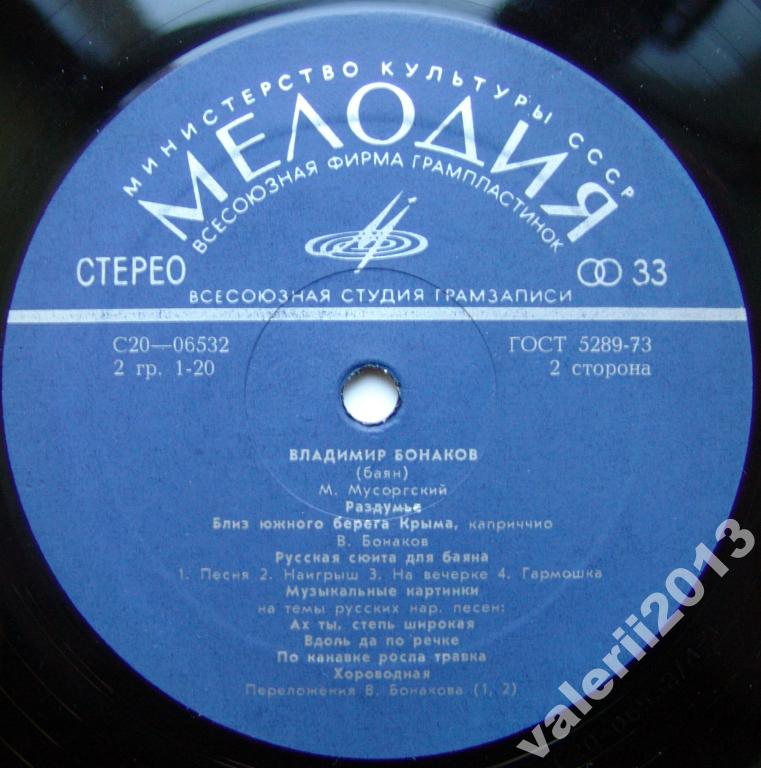 МИНИСТЕРСТВО КУЛЬТУРЫ СССР
МЕЛОДИЯ
ВСЕСОЮЗНАЯ ФИРМА ГРАМПЛАСТИНОК
СТЕРЕО 33
ВСЕСОЮЗНАЯ СТУДИЯ ГРАМЗАПИСИ
С20—06532 ГОСТ 5289-73
2 гр. 1-20 2 сторона
ВЛАДИМИР БОНАКОВ
(баян)
М. Мусоргский
Раздумье
Близ южного берега Крыма, каприччио
В. Бонаков
Русская сюита для баяна
1. Песня 2. Наигрыш 3. На вечерке 4. Гармошка
Музыкальные картинки
на темы русских нар. песен:
Ах ты, степь широкая
Вдоль да по речке
По канавке росла травка
Хороводная
Переложения В. Бонакова (1, 2)
valerii2013